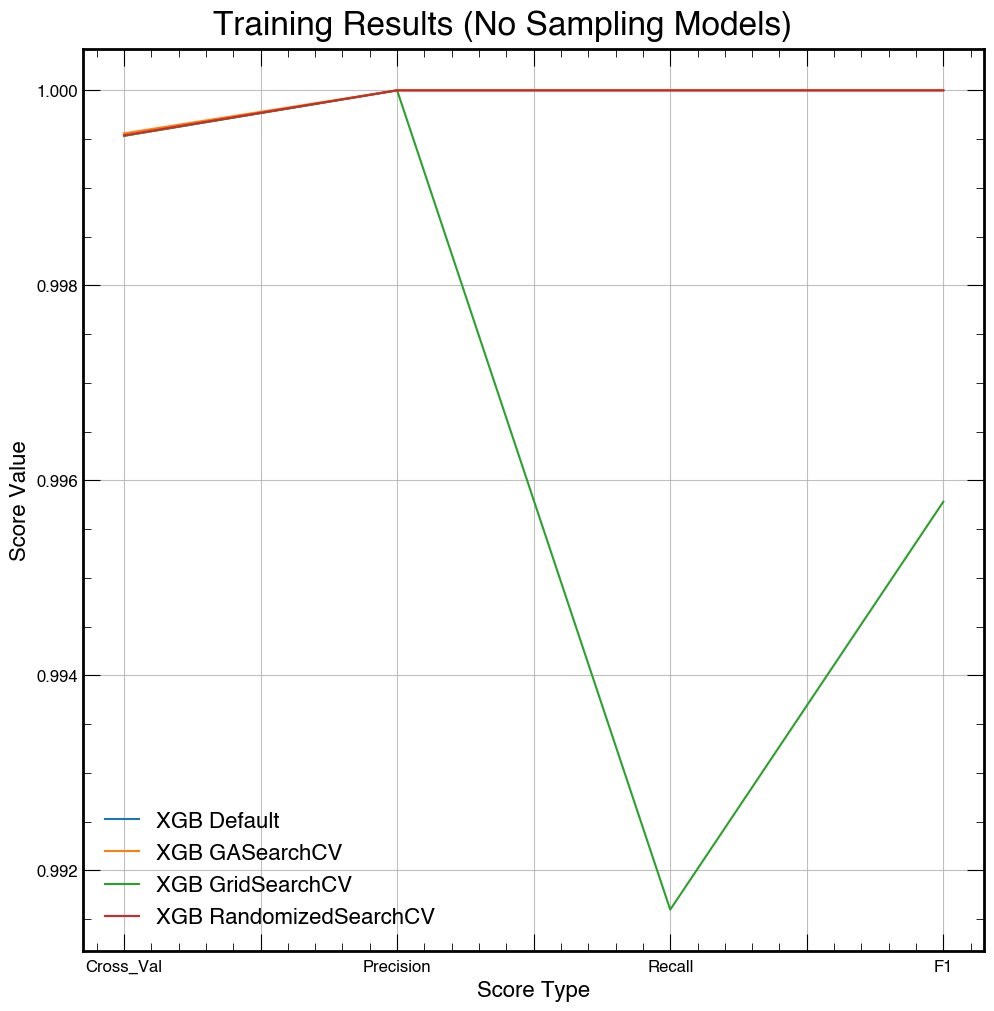 Training Results (No Sampling Models)
1.000
0.998
0.996
0.994
0.992
Score Value
XGB Default
XGB GASearchCV
XGB GridSearchCV
XGB RandomizedSearchCV
Cross_Val Precision Recall F1
Score Type